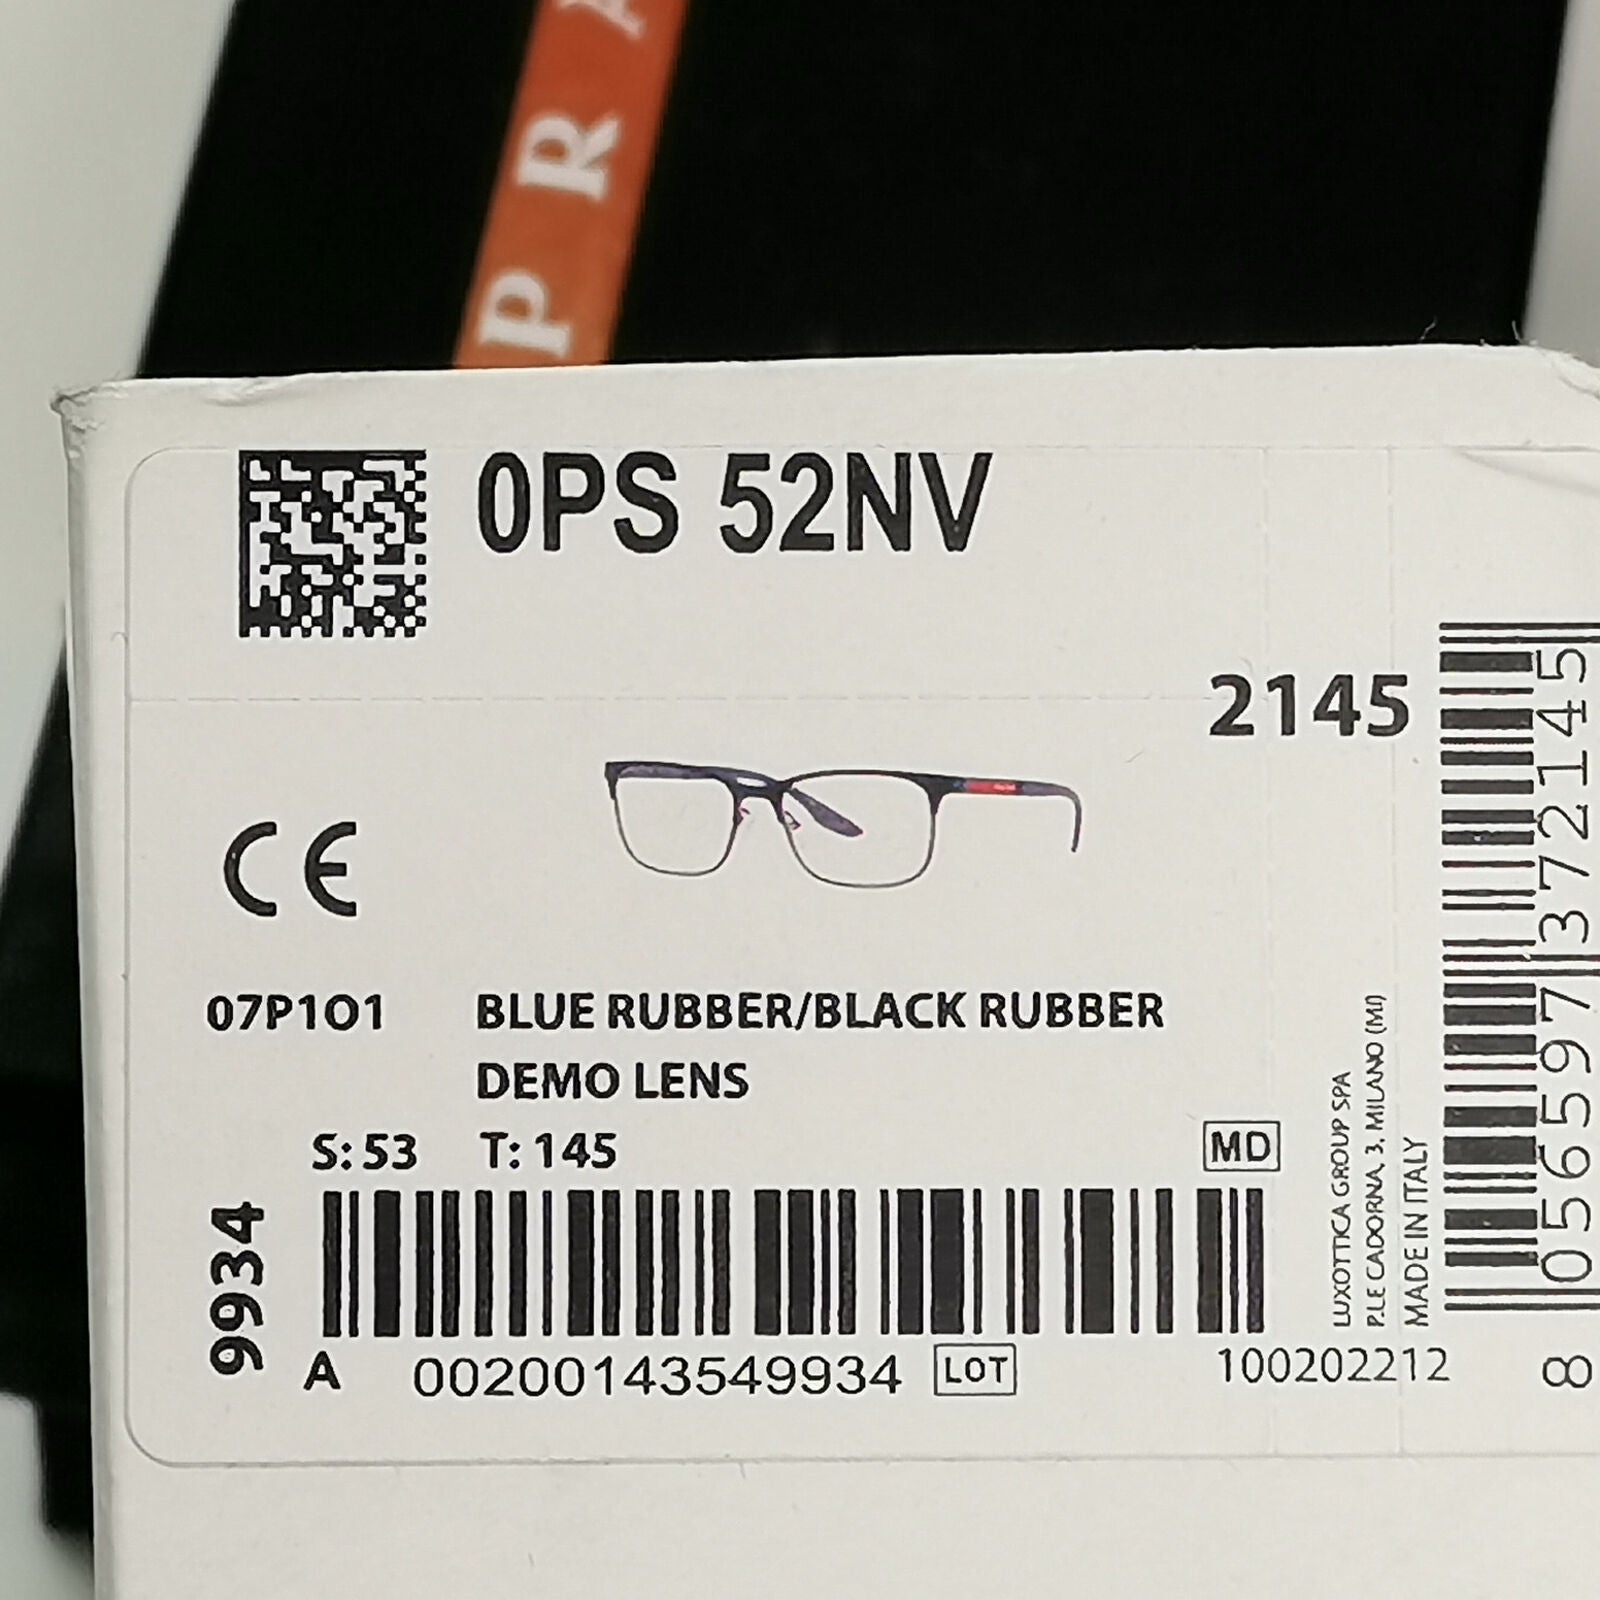 PRA
0PS 52NV
2145
CE
07P1O1 BLUE RUBBER/BLACK RUBBER
DEMO LENS
S: 53 T: 145
MD
9934
A 00200143549934 LOT 100202212
LUXOTTICA GROUP SPA
P.LE CADORNA, 3, MILANO (MI)
MADE IN ITALY
8 056597 372145